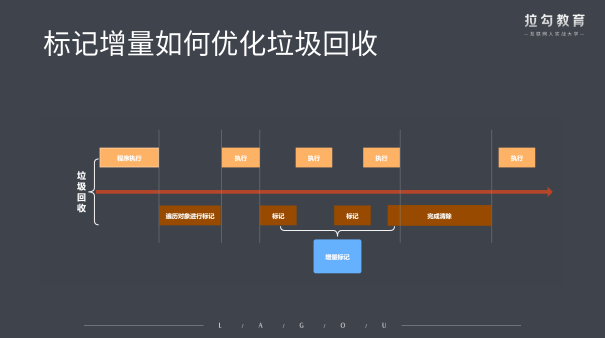 拉勾教育
—互联网人实战大学—
标记增量如何优化垃圾回收
程序执行
执行
执行
执行
执行
垃圾回收
遍历对象进行标记
标记
标记
完成清除
增量标记
L / A / G / O / U